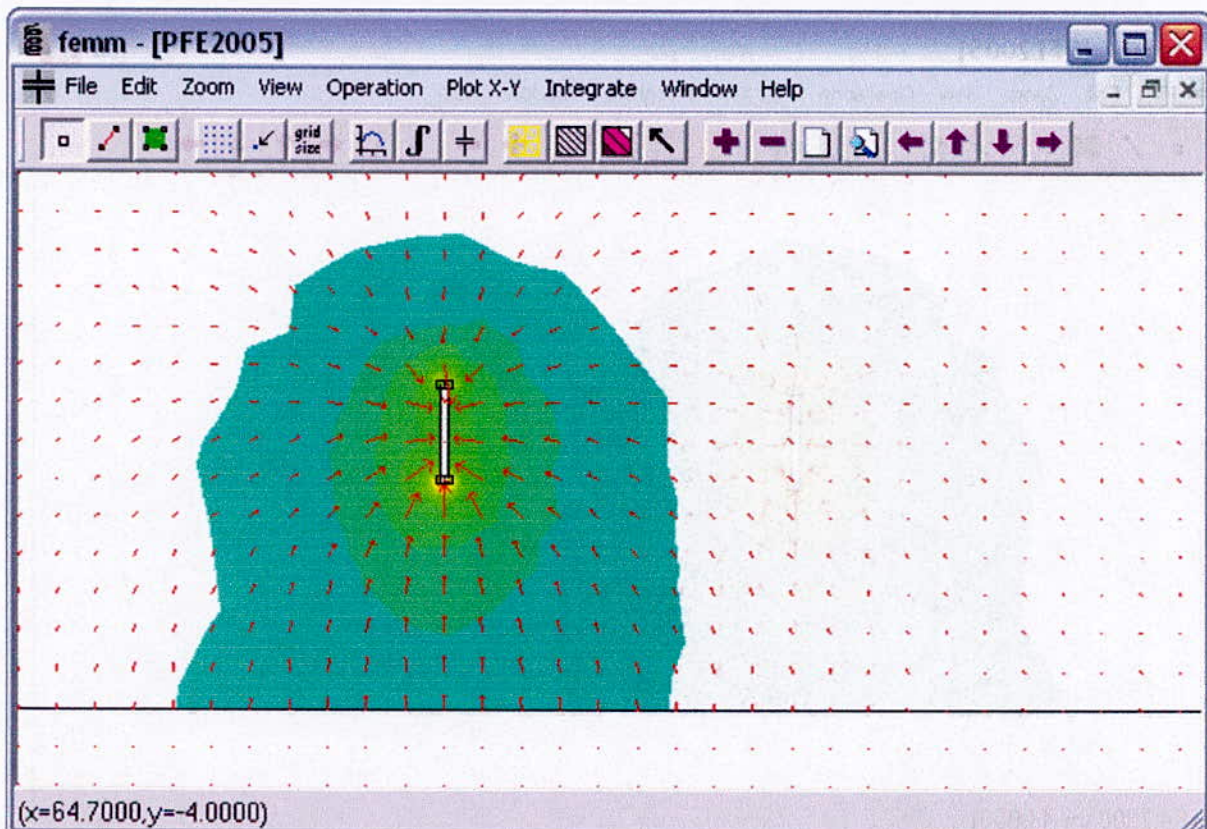 femm - [PFE2005]
File Edit Zoom View Operation Plot X-Y Integrate Window Help
grid
size
(x=64.7000,y=-4.0000)